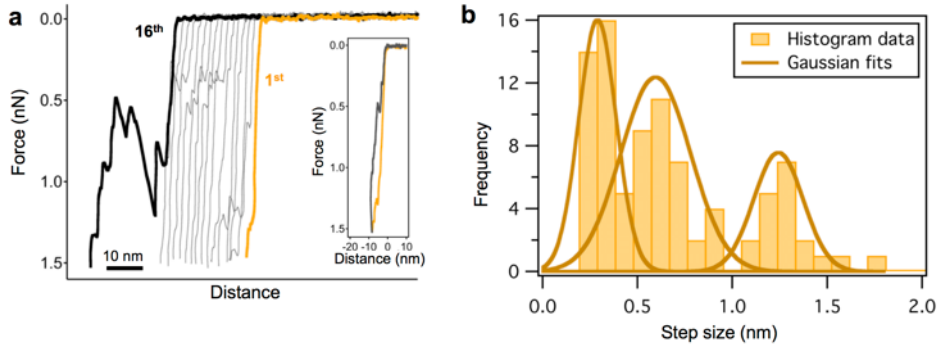 a
0.0
0.5
1.0
1.5
Force (nN)
16th
1st
10 nm
Distance
0.0
0.5
1.0
1.5
Force (nN)
-20 -10 0 10
Distance (nm)
b
16
12
8
4
0
Frequency
Histogram data
Gaussian fits
0.0 0.5 1.0 1.5 2.0
Step size (nm)